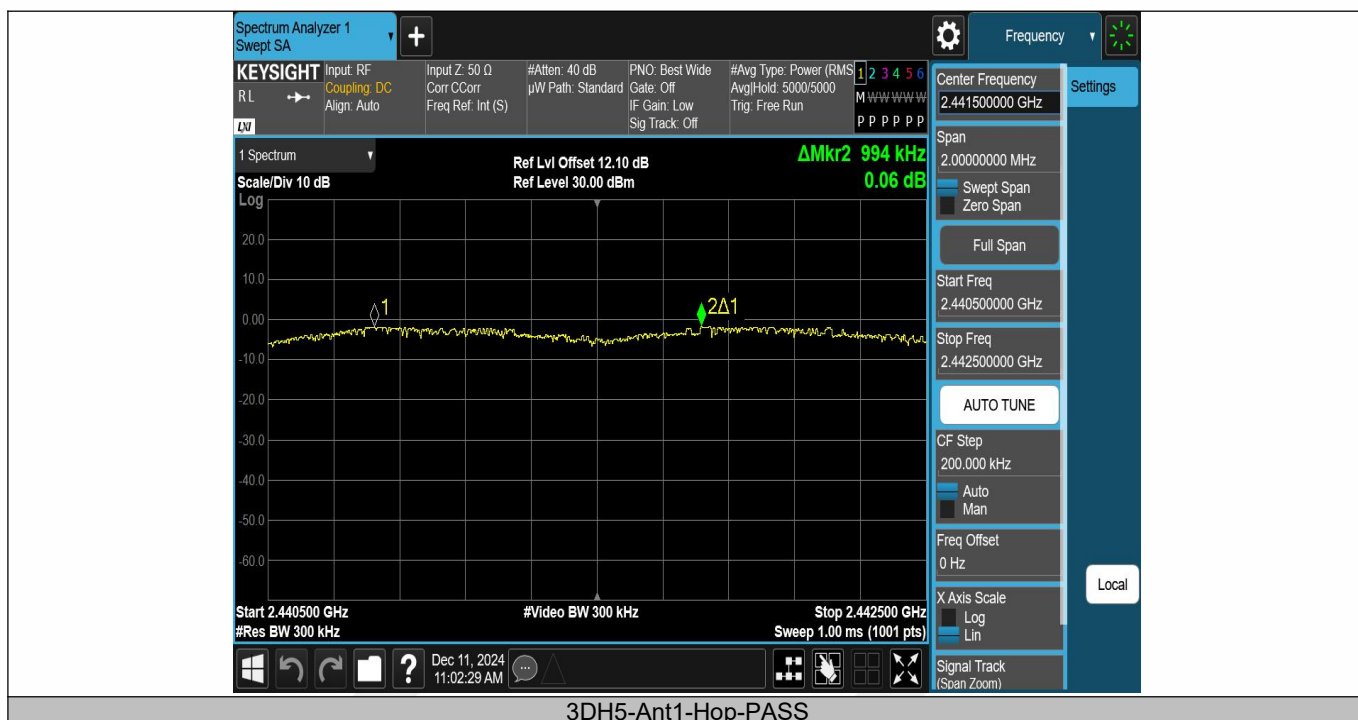 Spectrum Analyzer 1
Swept SA
+
Frequency
KEYSIGHT
RL
LXI
Input: RF
Coupling: DC
Align: Auto
Input Z: 50 Ω
Corr CCorr
Freq Ref: Int (S)
#Atten: 40 dB
µW Path: Standard
PNO: Best Wide
Gate: Off
IF Gain: Low
Sig Track: Off
#Avg Type: Power (RMS
Avg|Hold: 5000/5000
Trig: Free Run
1 2 3 4 5 6
M W W W W W
P P P P P P
1 Spectrum
Scale/Div 10 dB
Log
Ref Lvl Offset 12.10 dB
Ref Level 30.00 dBm
ΔMkr2 994 kHz
0.06 dB
20.0
10.0
0.00
-10.0
-20.0
-30.0
-40.0
-50.0
-60.0
1
2Δ1
Start 2.440500 GHz
#Res BW 300 kHz
#Video BW 300 kHz
Stop 2.442500 GHz
Sweep 1.00 ms (1001 pts)
?
Dec 11, 2024
11:02:29 AM
Center Frequency
2.441500000 GHz
Settings
Span
2.00000000 MHz
Swept Span
Zero Span
Full Span
Start Freq
2.440500000 GHz
Stop Freq
2.442500000 GHz
AUTO TUNE
CF Step
200.000 kHz
Auto
Man
Freq Offset
0 Hz
Local
X Axis Scale
Log
Lin
Signal Track
(Span Zoom)
3DH5-Ant1-Hop-PASS